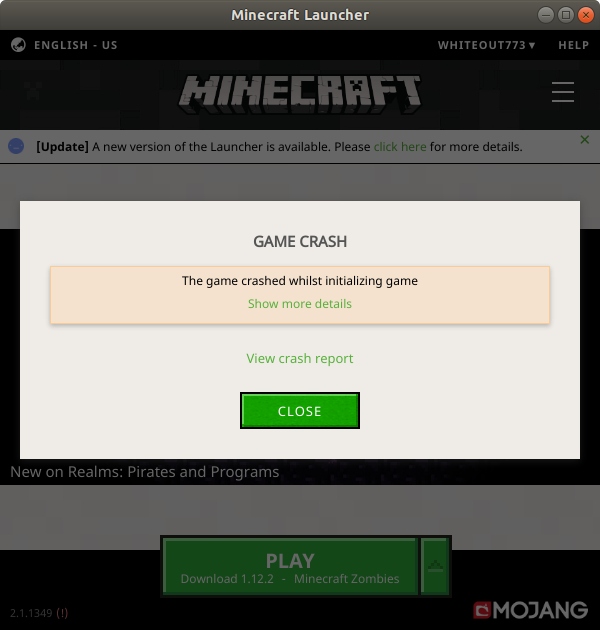 Minecraft Launcher
ENGLISH - US
WHITEOUT773 ▾
HELP
MINECRAFT
[Update] A new version of the Launcher is available. Please click here for more details.
GAME CRASH
The game crashed whilst initializing game
Show more details
View crash report
CLOSE
New on Realms: Pirates and Programs
PLAY
Download 1.12.2 - Minecraft Zombies
2.1.1349 (!)
MOJANG